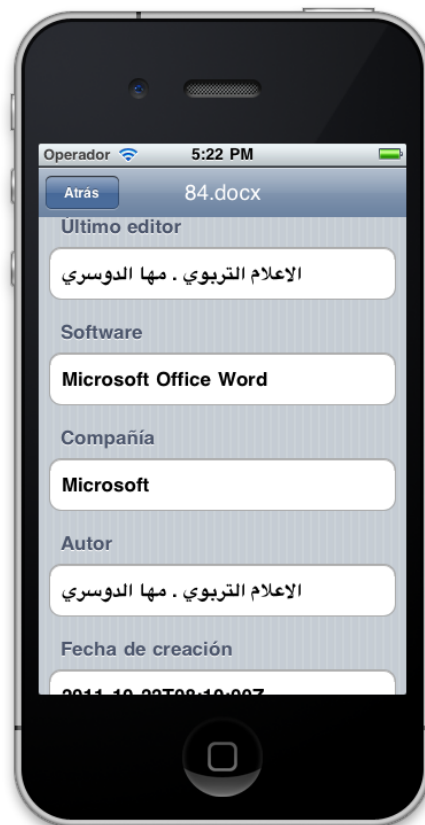 Operador 5:22 PM
Atrás 84.docx
Último editor
الاعلام التربوي . مها الدوسري
Software
Microsoft Office Word
Compañía
Microsoft
Autor
الاعلام التربوي . مها الدوسري
Fecha de creación